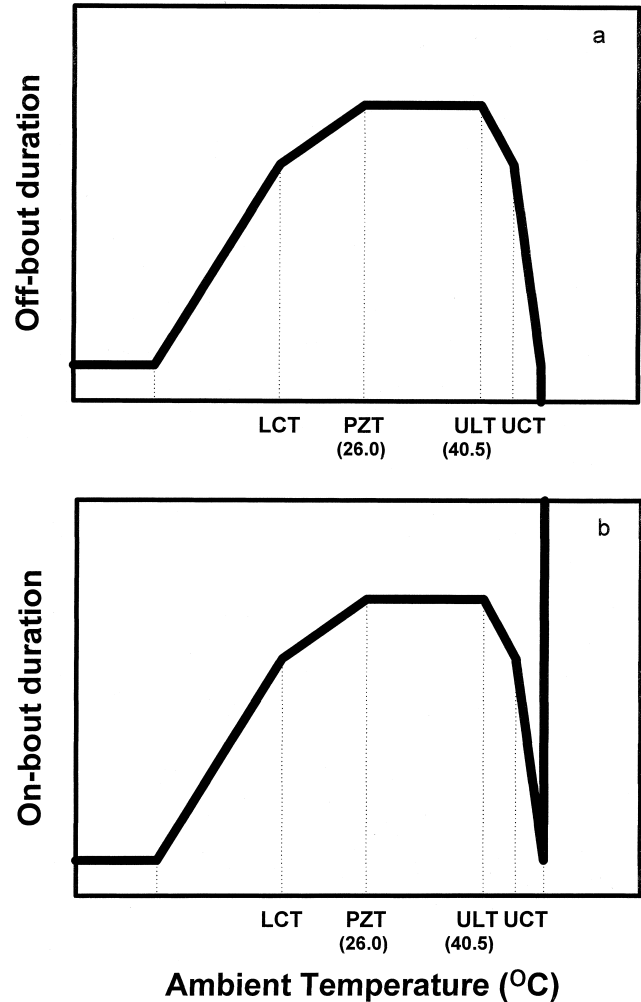 a
Off-bout duration
LCT PZT ULT UCT
(26.0) (40.5)
b
On-bout duration
LCT PZT ULT UCT
(26.0) (40.5)
Ambient Temperature (ᴼC)